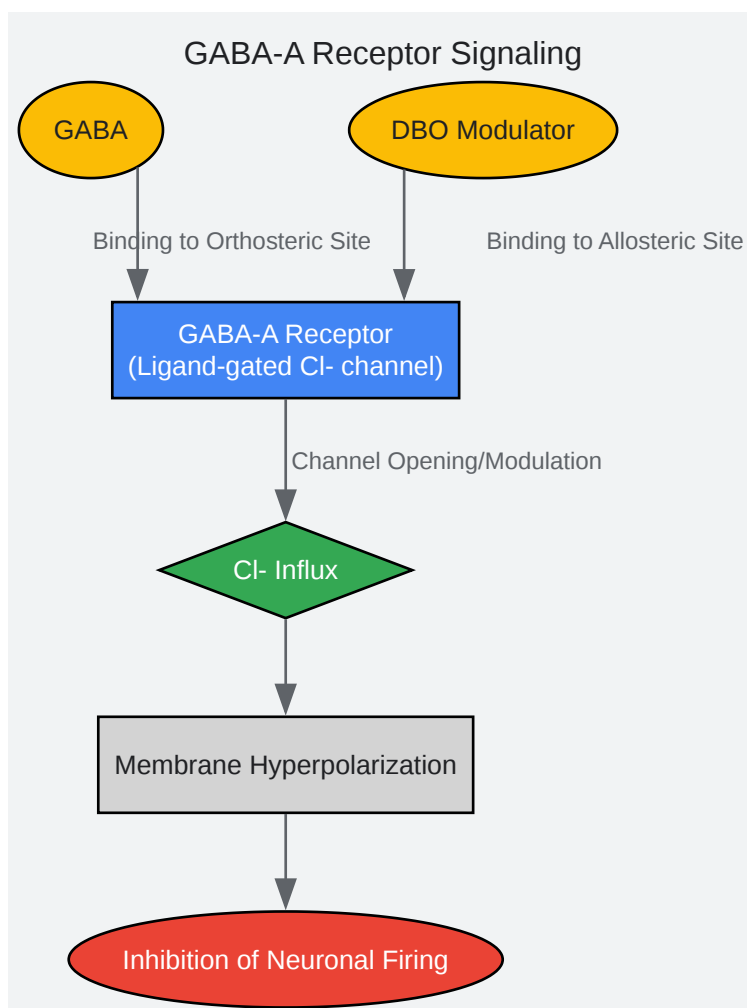 GABA-A Receptor Signaling
GABA
DBO Modulator
Binding to Orthosteric Site
Binding to Allosteric Site
GABA-A Receptor
(Ligand-gated Cl- channel)
Channel Opening/Modulation
Cl- Influx
Membrane Hyperpolarization
Inhibition of Neuronal Firing